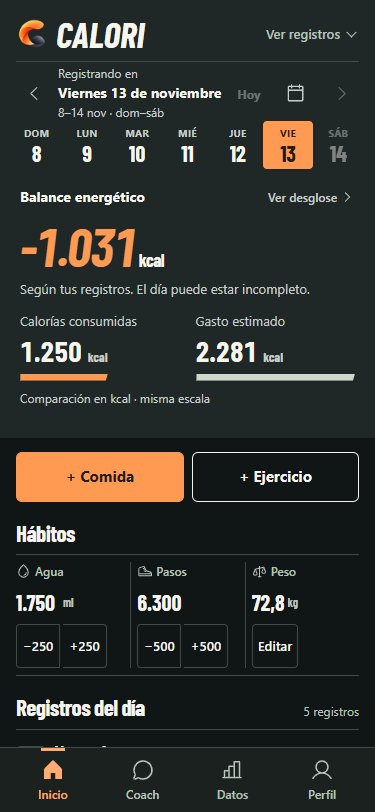 CALORI
Ver registros
Registrando en
Viernes 13 de noviembre
Hoy
8–14 nov · dom–sáb
DOM LUN MAR MIÉ JUE VIE SÁB
8 9 10 11 12 13 14
Balance energético
Ver desglose
-1.031 kcal
Según tus registros. El día puede estar incompleto.
Calorías consumidas Gasto estimado
1.250 kcal 2.281 kcal
Comparación en kcal · misma escala
+ Comida + Ejercicio
Hábitos
Agua Pasos Peso
1.750 ml 6.300 72,8 kg
−250 +250 −500 +500 Editar
Registros del día 5 registros
Inicio Coach Datos Perfil